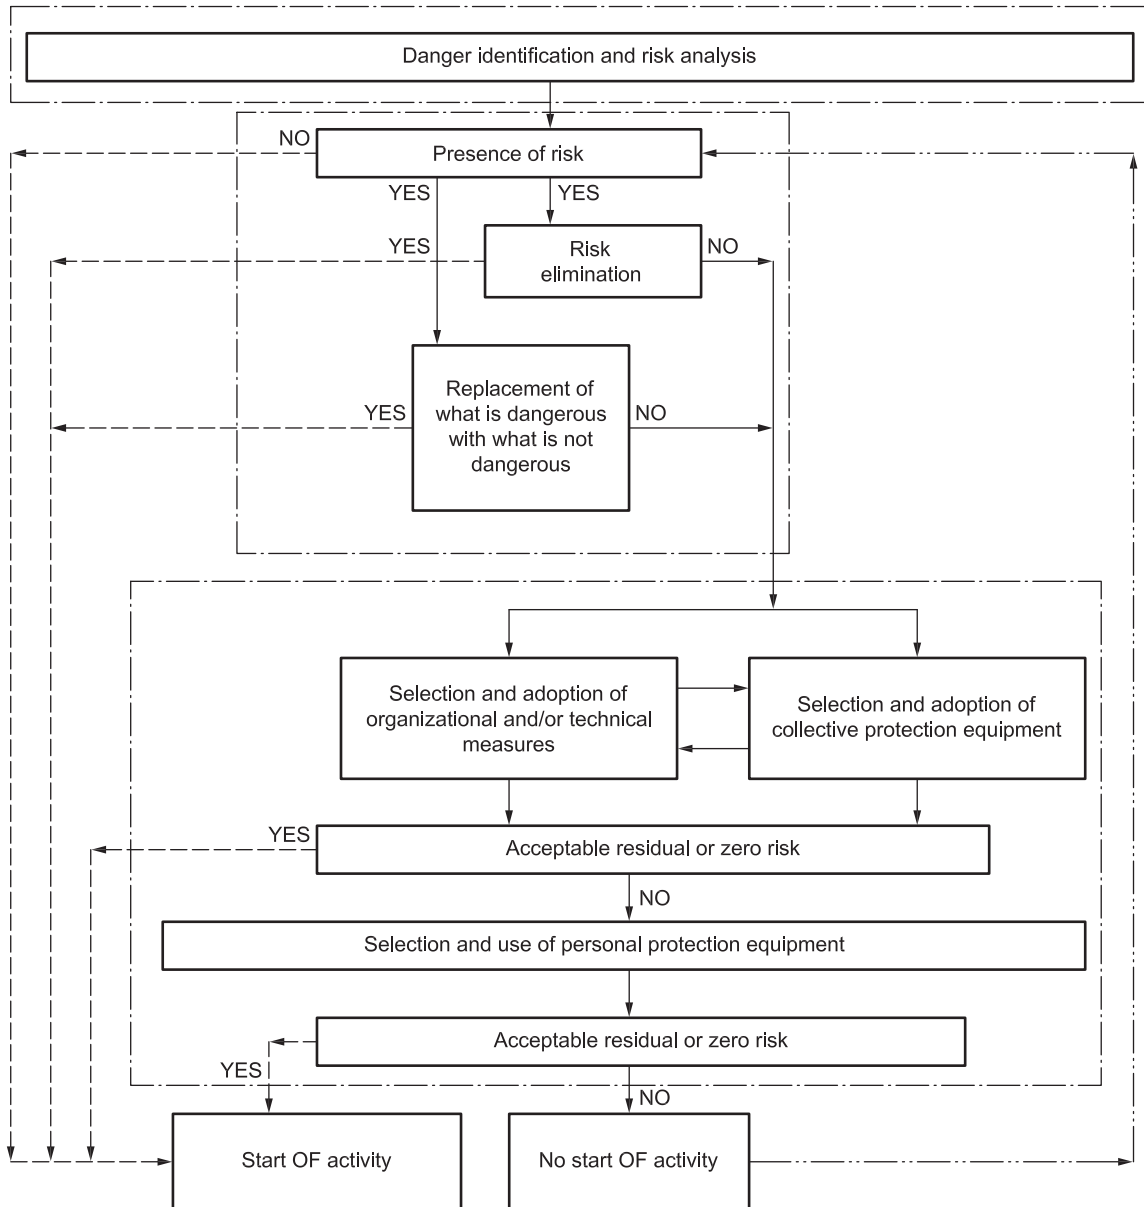 Danger identification and risk analysis
NO
Presence of risk
YES
YES
YES
Risk
elimination
NO
YES
Replacement of
what is dangerous
with what is not
dangerous
NO
Selection and adoption of
organizational and/or technical
measures
Selection and adoption of
collective protection equipment
YES
Acceptable residual or zero risk
NO
Selection and use of personal protection equipment
Acceptable residual or zero risk
YES
NO
Start OF activity
No start OF activity